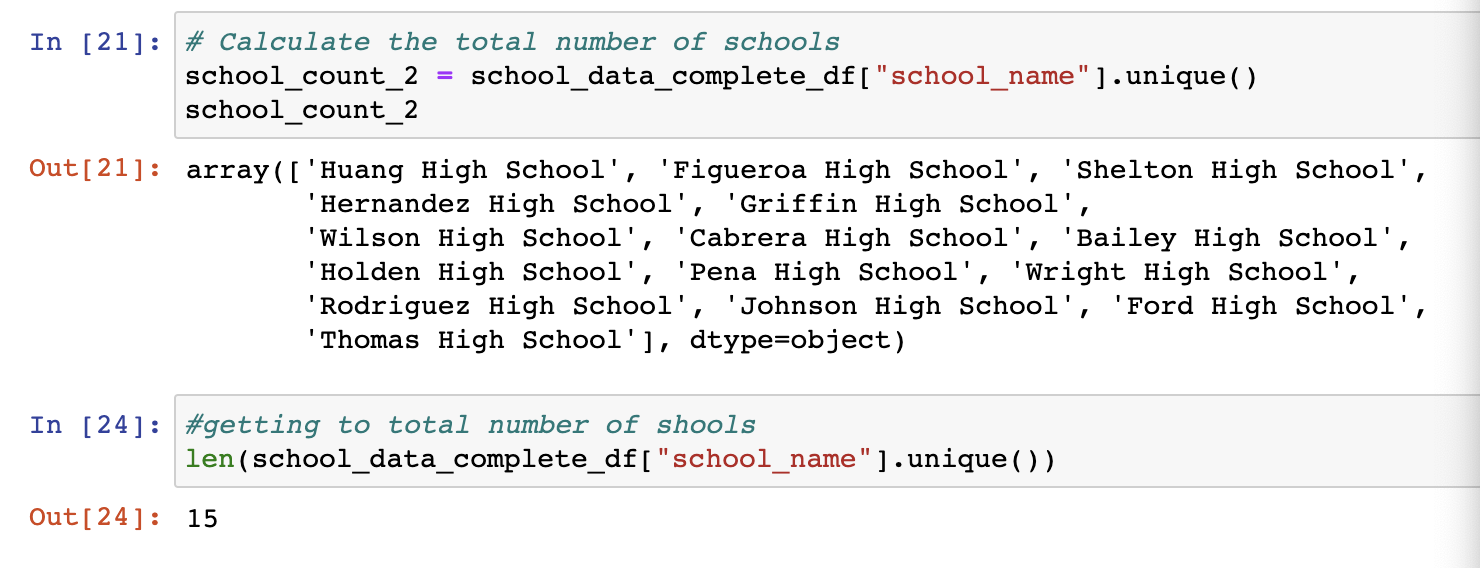 In [21]: # Calculate the total number of schools
school_count_2 = school_data_complete_df["school_name"].unique()
school_count_2
Out[21]: array(['Huang High School', 'Figueroa High School', 'Shelton High School',
'Hernandez High School', 'Griffin High School',
'Wilson High School', 'Cabrera High School', 'Bailey High School',
'Holden High School', 'Pena High School', 'Wright High School',
'Rodriguez High School', 'Johnson High School', 'Ford High School',
'Thomas High School'], dtype=object)
In [24]: #getting to total number of shools
len(school_data_complete_df["school_name"].unique())
Out[24]: 15